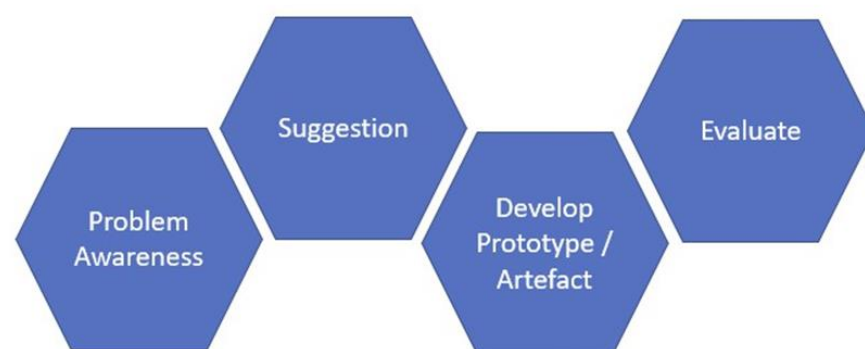 Problem
Awareness
Suggestion
Develop
Prototype /
Artefact
Evaluate